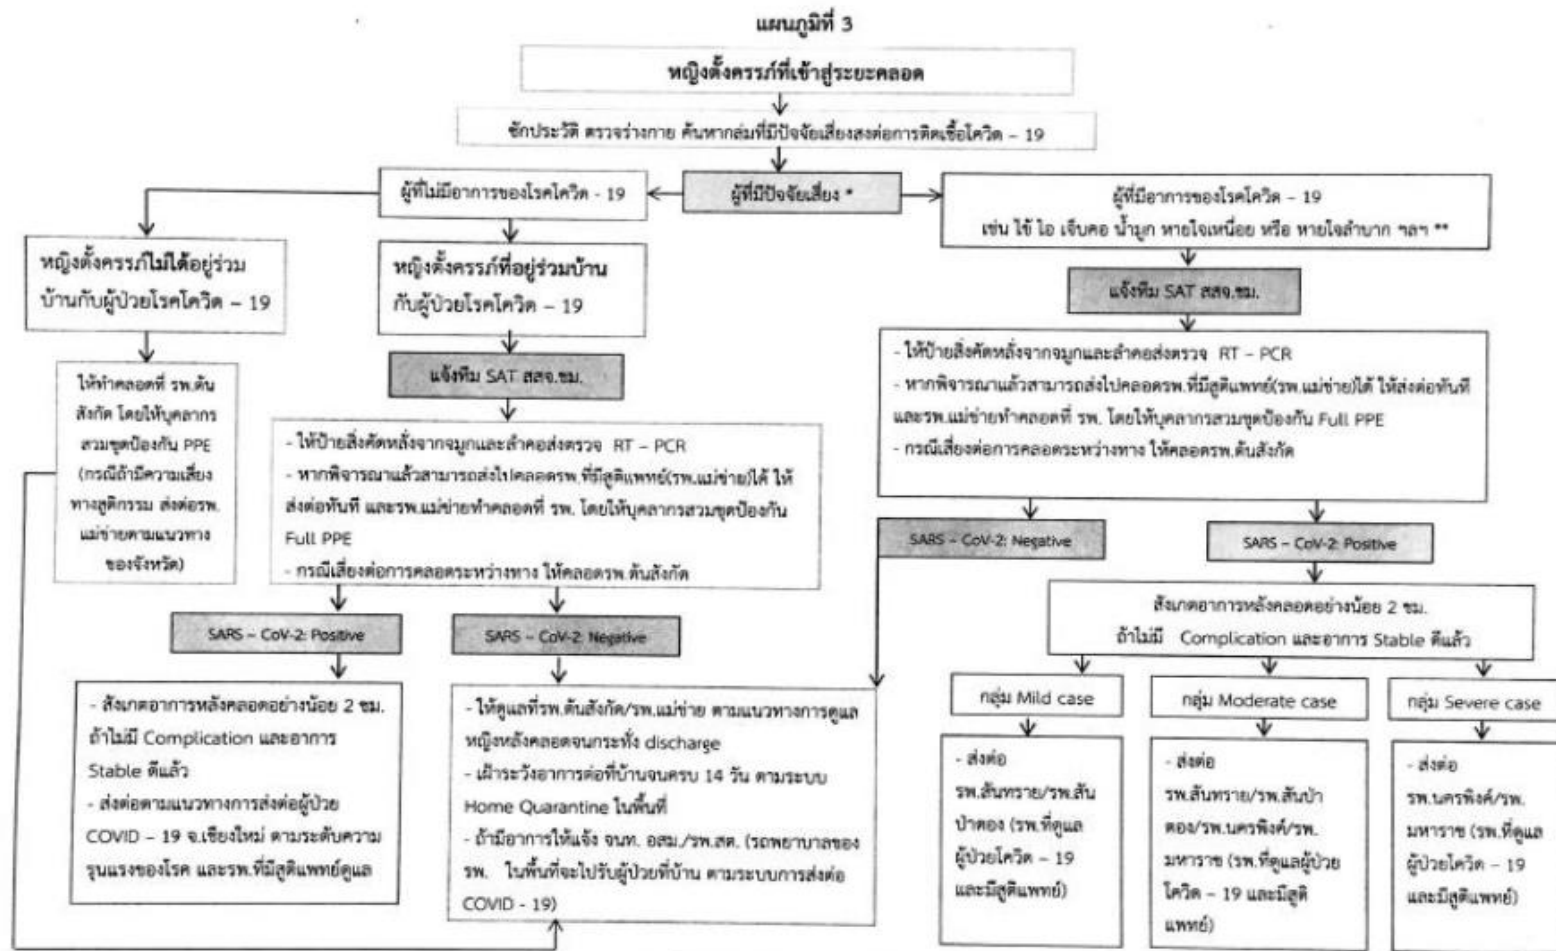 แผนภูมิที่ 3
หญิงตั้งครรภ์ที่เข้าสู่ระยะคลอด
ซักประวัติ ตรวจร่างกาย ค้นหากลุ่มที่มีปัจจัยเสี่ยงสงต่อการติดเชื้อโควิด – 19
ผู้ที่ไม่มีอาการของโรคโควิด - 19
ผู้ที่มีปัจจัยเสี่ยง *
ผู้ที่มีอาการของโรคโควิด – 19
เช่น ไข้ ไอ เจ็บคอ น้ำมูก หายใจเหนื่อย หรือ หายใจลำบาก ฯลฯ **
หญิงตั้งครรภ์ไม่ได้อยู่ร่วม
บ้านกับผู้ป่วยโรคโควิด – 19
หญิงตั้งครรภ์ที่อยู่ร่วมบ้าน
กับผู้ป่วยโรคโควิด – 19
แจ้งทีม SAT สสจ.ชม.
ให้ทำคลอดที่ รพ.ต้น
สังกัด โดยให้บุคลากร
สวมชุดป้องกัน PPE
(กรณีถ้ามีความเสี่ยง
ทางสูติกรรม ส่งต่อรพ.
แม่ข่ายตามแนวทาง
ของจังหวัด)
แจ้งทีม SAT สสจ.ชม.
- ให้ป้ายสิ่งคัดหลั่งจากจมูกและลำคอส่งตรวจ RT – PCR
- หากพิจารณาแล้วสามารถส่งไปคลอดรพ.ที่มีสูติแพทย์(รพ.แม่ข่าย)ได้ ให้
ส่งต่อทันที และรพ.แม่ข่ายทำคลอดที่ รพ. โดยให้บุคลากรสวมชุดป้องกัน
Full PPE
- กรณีเสี่ยงต่อการคลอดระหว่างทาง ให้คลอดรพ.ต้นสังกัด
- ให้ป้ายสิ่งคัดหลั่งจากจมูกและลำคอส่งตรวจ RT – PCR
- หากพิจารณาแล้วสามารถส่งไปคลอดรพ.ที่มีสูติแพทย์(รพ.แม่ข่าย)ได้ ให้ส่งต่อทันที
และรพ.แม่ข่ายทำคลอดที่ รพ. โดยให้บุคลากรสวมชุดป้องกัน Full PPE
- กรณีเสี่ยงต่อการคลอดระหว่างทาง ให้คลอดรพ.ต้นสังกัด
SARS – CoV-2: Negative
SARS – CoV-2: Positive
SARS – CoV-2: Positive
SARS – CoV-2: Negative
สังเกตอาการหลังคลอดอย่างน้อย 2 ชม.
ถ้าไม่มี Complication และอาการ Stable ดีแล้ว
- สังเกตอาการหลังคลอดอย่างน้อย 2 ชม.
ถ้าไม่มี Complication และอาการ
Stable ดีแล้ว
- ส่งต่อตามแนวทางการส่งต่อผู้ป่วย
COVID – 19 จ.เชียงใหม่ ตามระดับความ
รุนแรงของโรค และรพ.ที่มีสูติแพทย์ดูแล
- ให้ดูแลที่รพ.ต้นสังกัด/รพ.แม่ข่าย ตามแนวทางการดูแล
หญิงหลังคลอดจนกระทั่ง discharge
- เฝ้าระวังอาการต่อที่บ้านจนครบ 14 วัน ตามระบบ
Home Quarantine ในพื้นที่
- ถ้ามีอาการให้แจ้ง จนท. อสม./รพ.สต. (รถพยาบาลของ
รพ. ในพื้นที่จะไปรับผู้ป่วยที่บ้าน ตามระบบการส่งต่อ
COVID - 19)
กลุ่ม Mild case
กลุ่ม Moderate case
กลุ่ม Severe case
- ส่งต่อ
รพ.สันทราย/รพ.สัน
ป่าตอง (รพ.ที่ดูแล
ผู้ป่วยโควิด – 19
และมีสูติแพทย์)
- ส่งต่อ
รพ.สันทราย/รพ.สันป่า
ตอง/รพ.นครพิงค์/รพ.
มหาราช (รพ.ที่ดูแลผู้ป่วย
โควิด – 19 และมีสูติ
แพทย์)
- ส่งต่อ
รพ.นครพิงค์/รพ.
มหาราช (รพ.ที่ดูแล
ผู้ป่วยโควิด – 19
และมีสูติแพทย์)